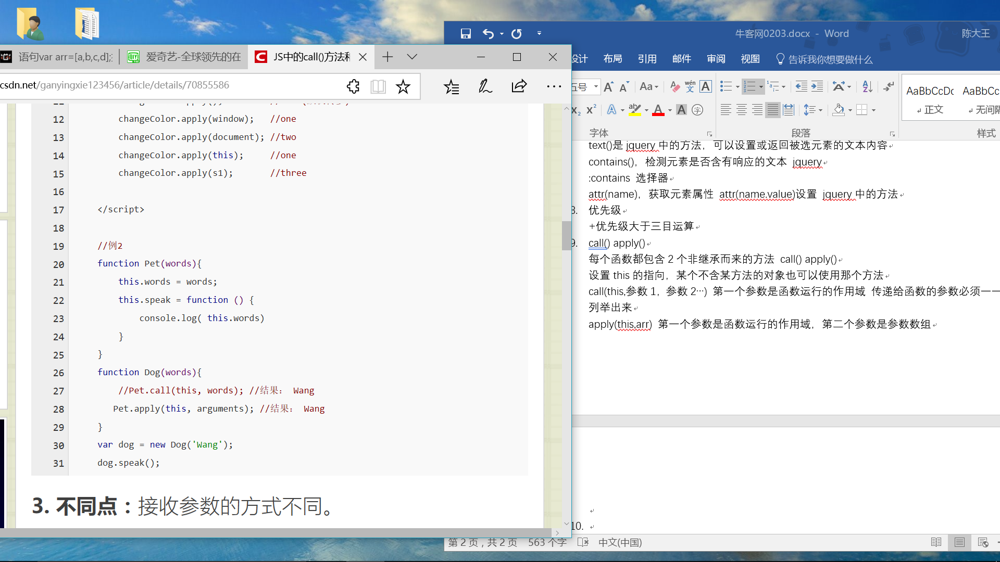 语句var arr=[a,b,c,d];
爱奇艺-全球领先的在
JS中的call()方法和
csdn.net/ganyingxie123456/article/details/70855586
12 changeColor.apply(window); //one
13 changeColor.apply(document); //two
14 changeColor.apply(this); //one
15 changeColor.apply(s1); //three
16
17 </script>
18
19 //例2
20 function Pet(words){
21 this.words = words;
22 this.speak = function () {
23 console.log( this.words)
24 }
25 }
26 function Dog(words){
27 //Pet.call(this, words); //结果： Wang
28 Pet.apply(this, arguments); //结果： Wang
29 }
30 var dog = new Dog('Wang');
31 dog.speak();
3. 不同点：接收参数的方式不同。
牛客网0203.docx - Word
陈大王
设计 布局 引用 邮件 审阅 视图 告诉我你想要做什么
五号
AaBbCcDc AaBbCc
正文 无间隔
字体 段落 样式
text()是 jquery 中的方法，可以设置或返回被选元素的文本内容
contains()，检测元素是否含有响应的文本 jquery
:contains 选择器
attr(name)，获取元素属性 attr(name.value)设置 jquery 中的方法
8. 优先级
+优先级大于三目运算
9. call() apply()
每个函数都包含 2 个非继承而来的方法 call() apply()
设置 this 的指向，某个不含某方法的对象也可以使用那个方法
call(this,参数 1，参数 2…) 第一个参数是函数运行的作用域 传递给函数的参数必须一一
列举出来
apply(this,arr) 第一个参数是函数运行的作用域，第二个参数是参数数组
10.
第 2 页，共 2 页 563 个字 中文(中国)